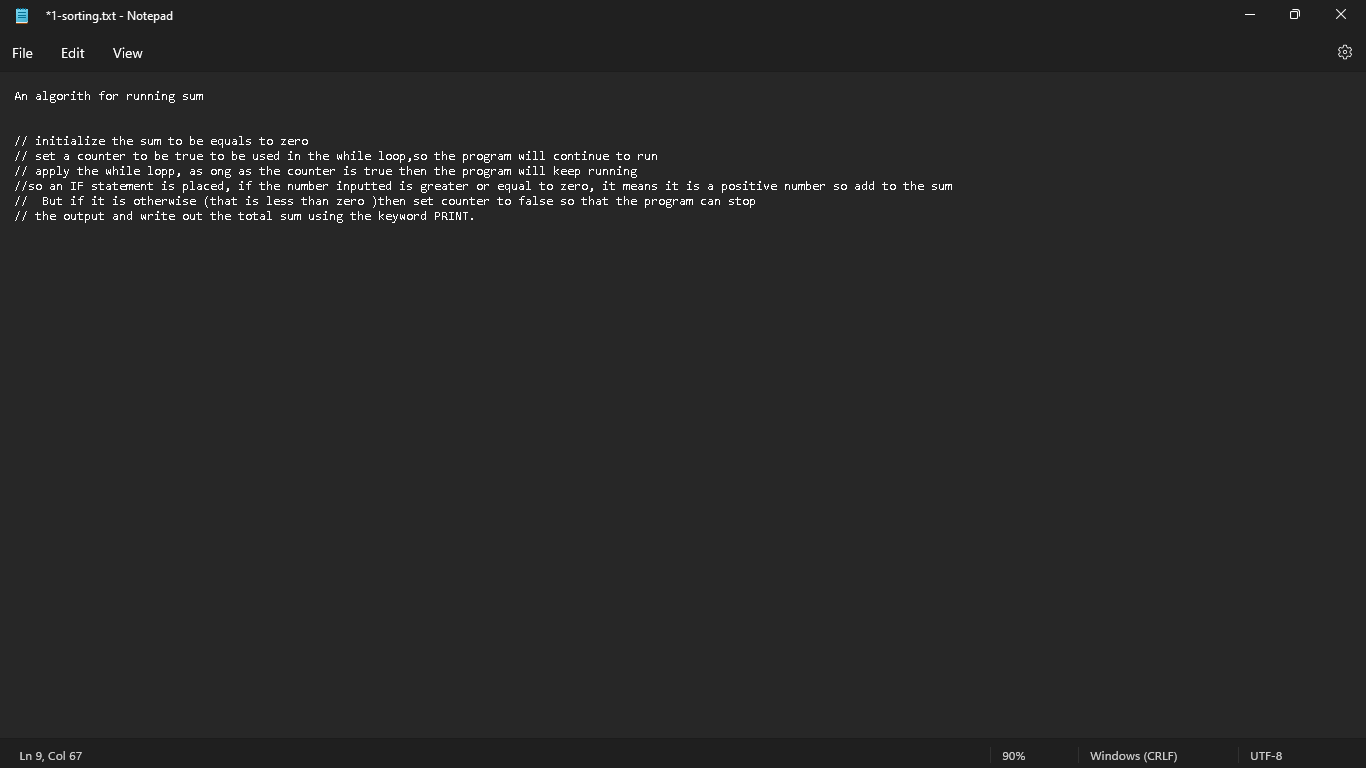 *1-sorting.txt - Notepad
File Edit View
An algorith for running sum
// initialize the sum to be equals to zero
// set a counter to be true to be used in the while loop,so the program will continue to run
// apply the while lopp, as ong as the counter is true then the program will keep running
//so an IF statement is placed, if the number inputted is greater or equal to zero, it means it is a positive number so add to the sum
//  But if it is otherwise (that is less than zero )then set counter to false so that the program can stop
// the output and write out the total sum using the keyword PRINT.
Ln 9, Col 67 90% Windows (CRLF) UTF-8